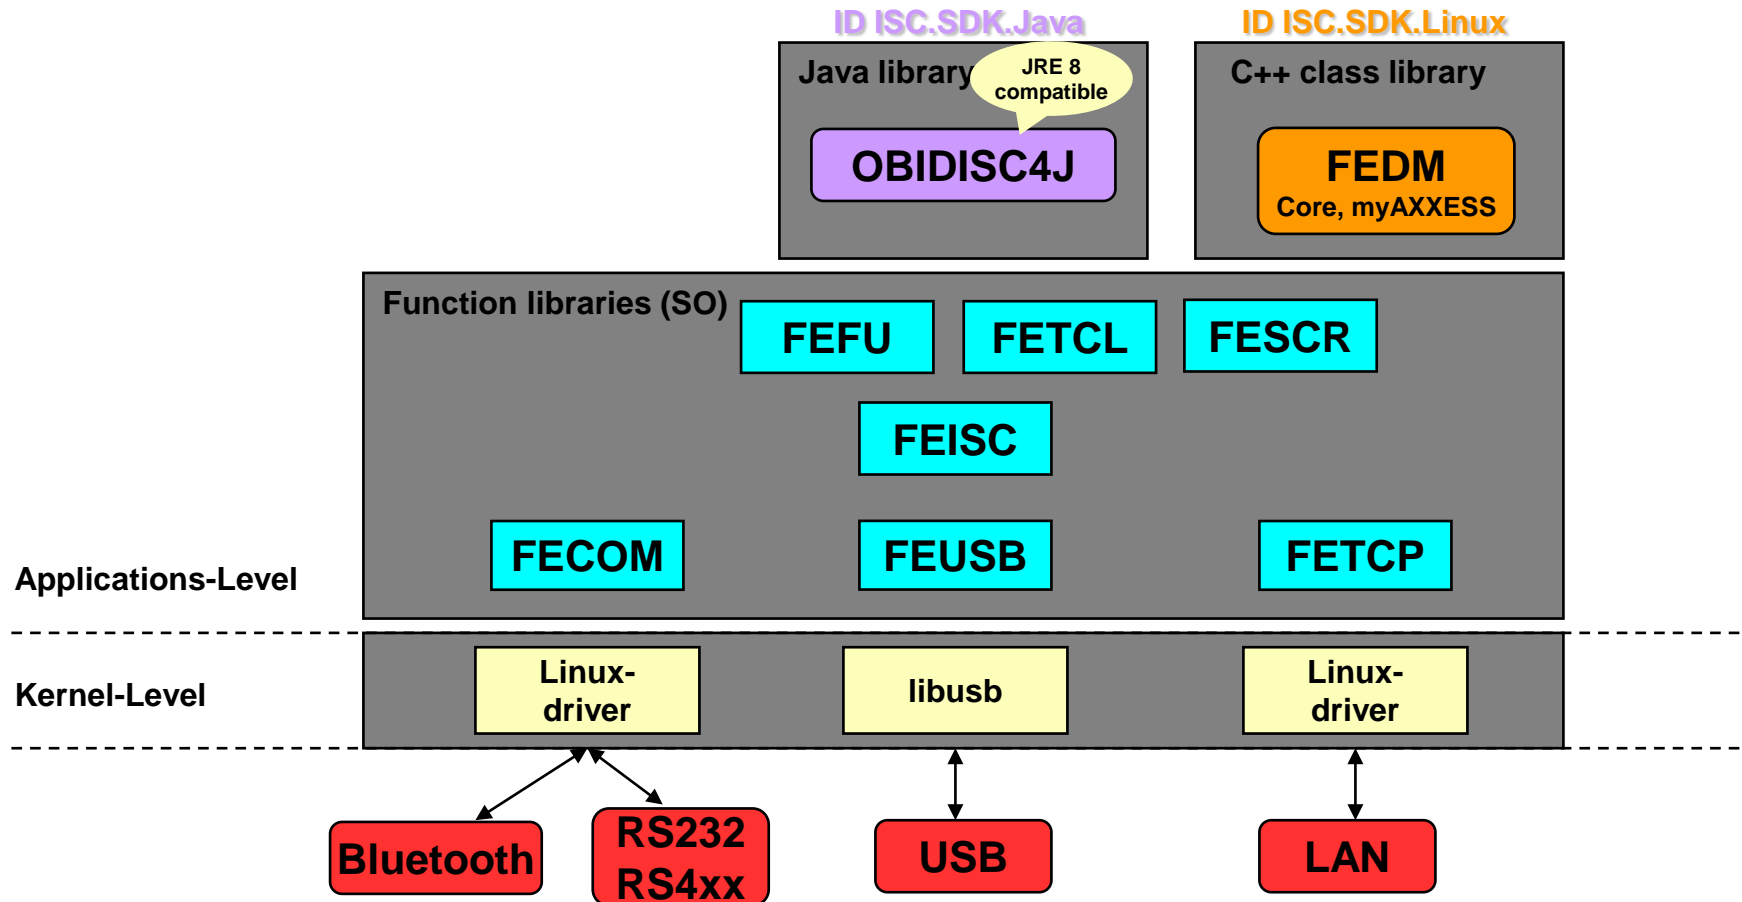 ID ISC.SDK.Java
ID ISC.SDK.Linux
Java library
JRE 8
compatible
C++ class library
OBIDISC4J
FEDM
Core, myAXXESS
Function libraries (SO)
FEFU
FETCL
FESCR
FEISC
FECOM
FEUSB
FETCP
Applications-Level
Kernel-Level
Linux-
driver
libusb
Linux-
driver
Bluetooth
RS232
RS4xx
USB
LAN